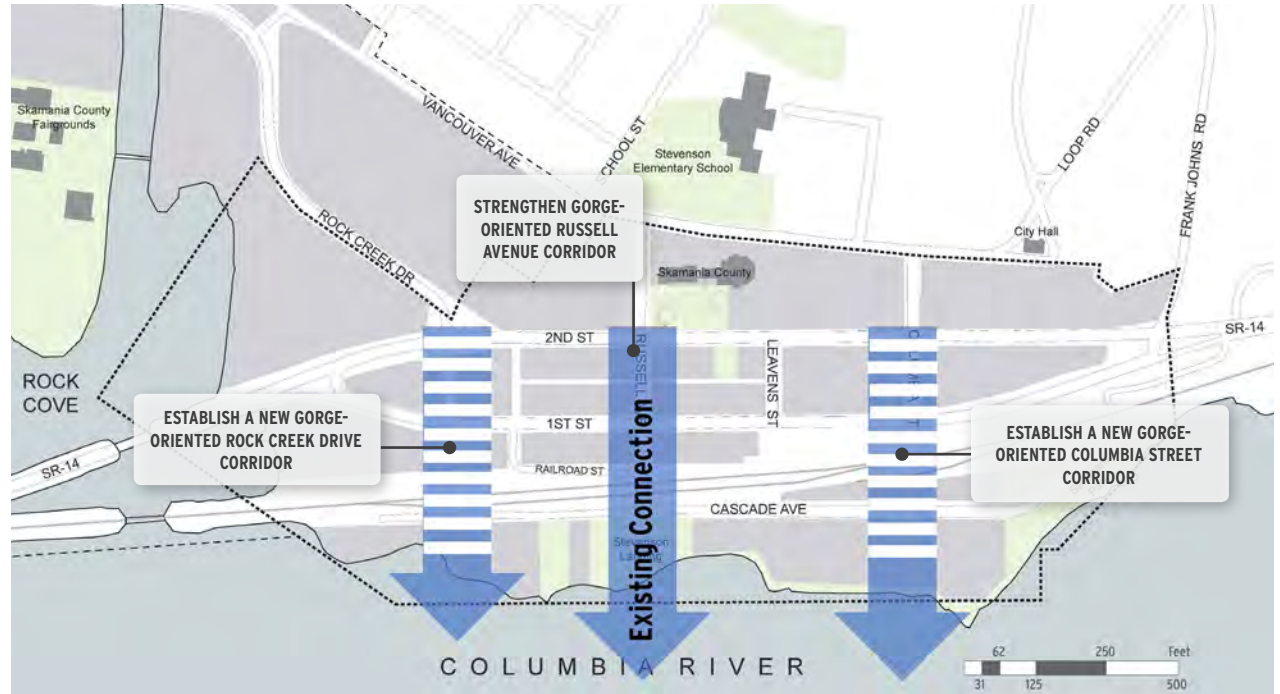 Skamania County
Fairgrounds
VANCOUVER AVE
SCHOOL ST
Stevenson
Elementary School
LOOP RD
FRANK JOHNS RD
City Hall
STRENGTHEN GORGE-
ORIENTED RUSSELL
AVENUE CORRIDOR
ROCK CREEK DR
Skamania County
2ND ST
RUSSELL
LEAVENS ST
SR-14
ROCK
COVE
ESTABLISH A NEW GORGE-
ORIENTED ROCK CREEK DRIVE
CORRIDOR
1ST ST
ESTABLISH A NEW GORGE-
ORIENTED COLUMBIA STREET
CORRIDOR
SR-14
RAILROAD ST
CASCADE AVE
Stevenson
Landing
Existing Connection
COLUMBIA RIVER
62 250 Feet
31 125 500